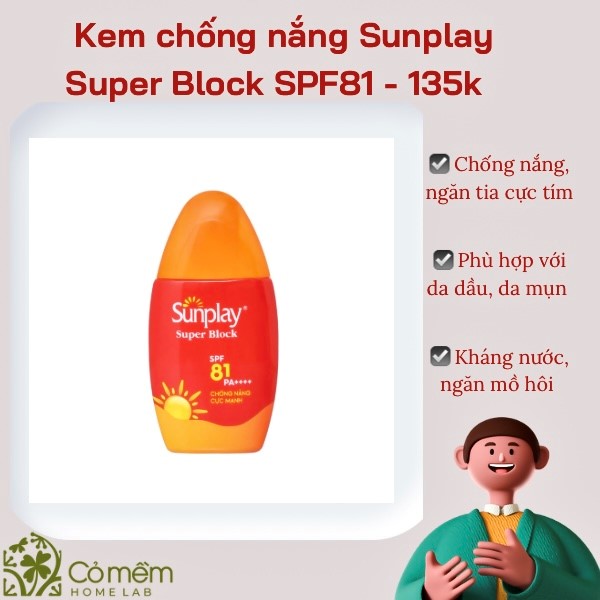 Kem chống nắng Sunplay
Super Block SPF81 - 135k
Chống nắng,
ngăn tia cực tím
Phù hợp với
da dầu, da mụn
Kháng nước,
ngăn mồ hôi
Sunplay®
Super Block
SPF
81
PA++++
CHỐNG NẮNG
CỰC MẠNH
Cỏ mềm
HOME LAB